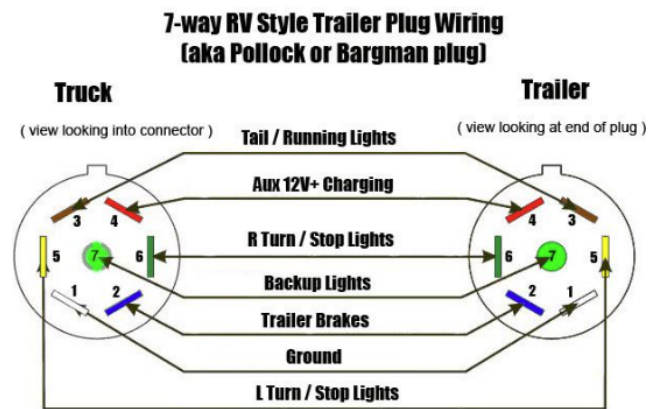 7-way RV Style Trailer Plug Wiring
(aka Pollock or Bargman plug)
Truck
Trailer
( view looking into connector )
( view looking at end of plug )
Tail / Running Lights
Aux 12V+ Charging
R Turn / Stop Lights
Backup Lights
Trailer Brakes
Ground
L Turn / Stop Lights
3
4
5
7
6
1
2
4
3
6
7
5
2
1